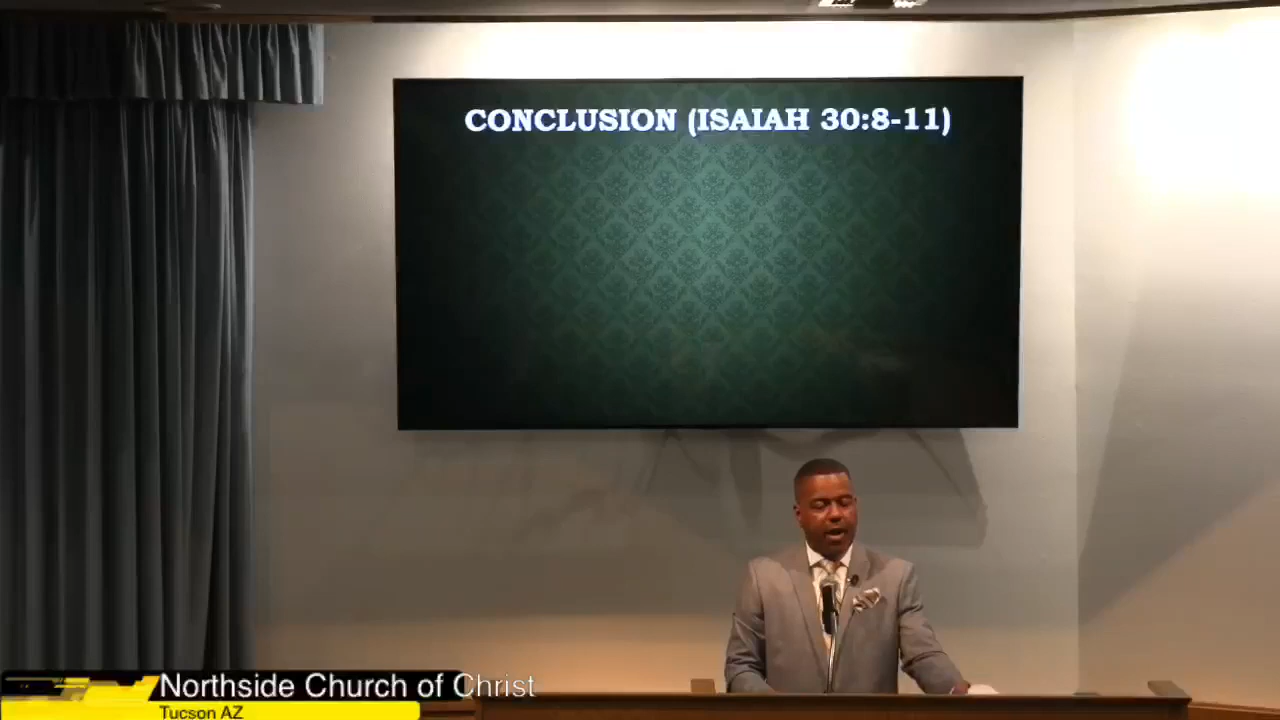 CONCLUSION (ISAIAH 30:8-11)
Northside Church of Christ
Tucson AZ